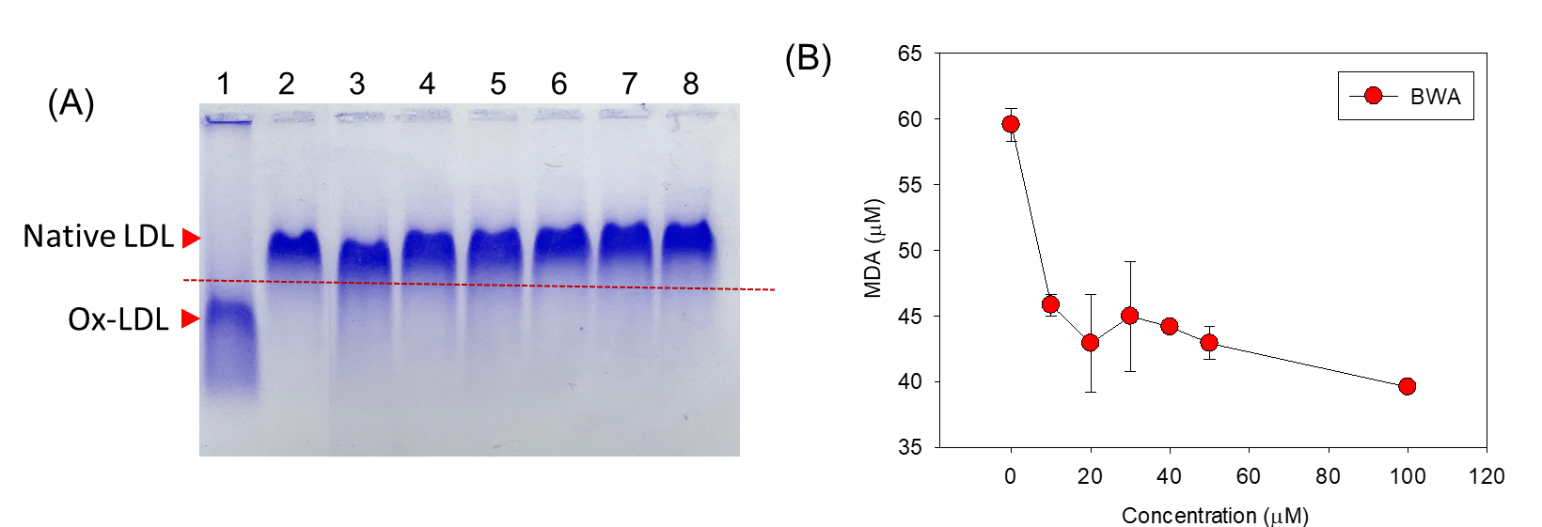 (A)
1 2 3 4 5 6 7 8
Native LDL
Ox-LDL
(B)
65
60
55
50
45
40
35
MDA (μM)
BWA
0 20 40 60 80 100 120
Concentration (μM)